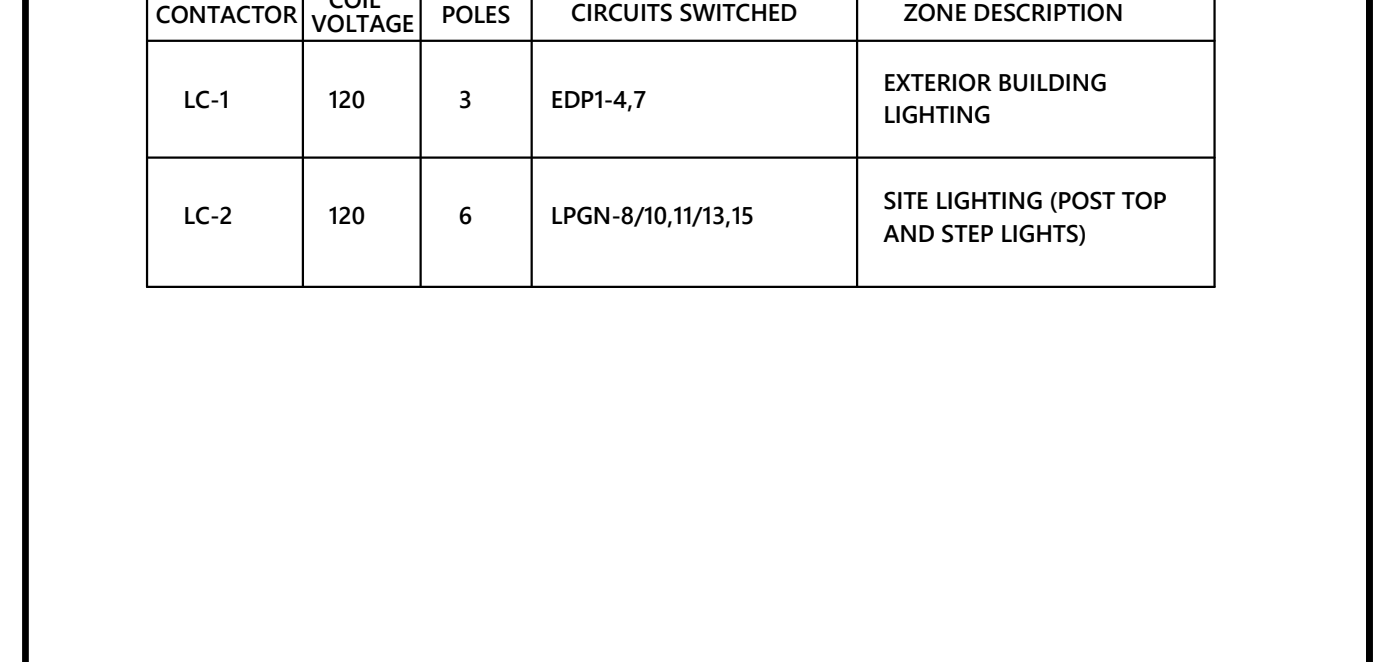 CONTACTOR COIL VOLTAGE POLES CIRCUITS SWITCHED ZONE DESCRIPTION
LC-1 120 3 EDP1-4,7 EXTERIOR BUILDING
LIGHTING
LC-2 120 6 LPGN-8/10,11/13,15 SITE LIGHTING (POST TOP
AND STEP LIGHTS)